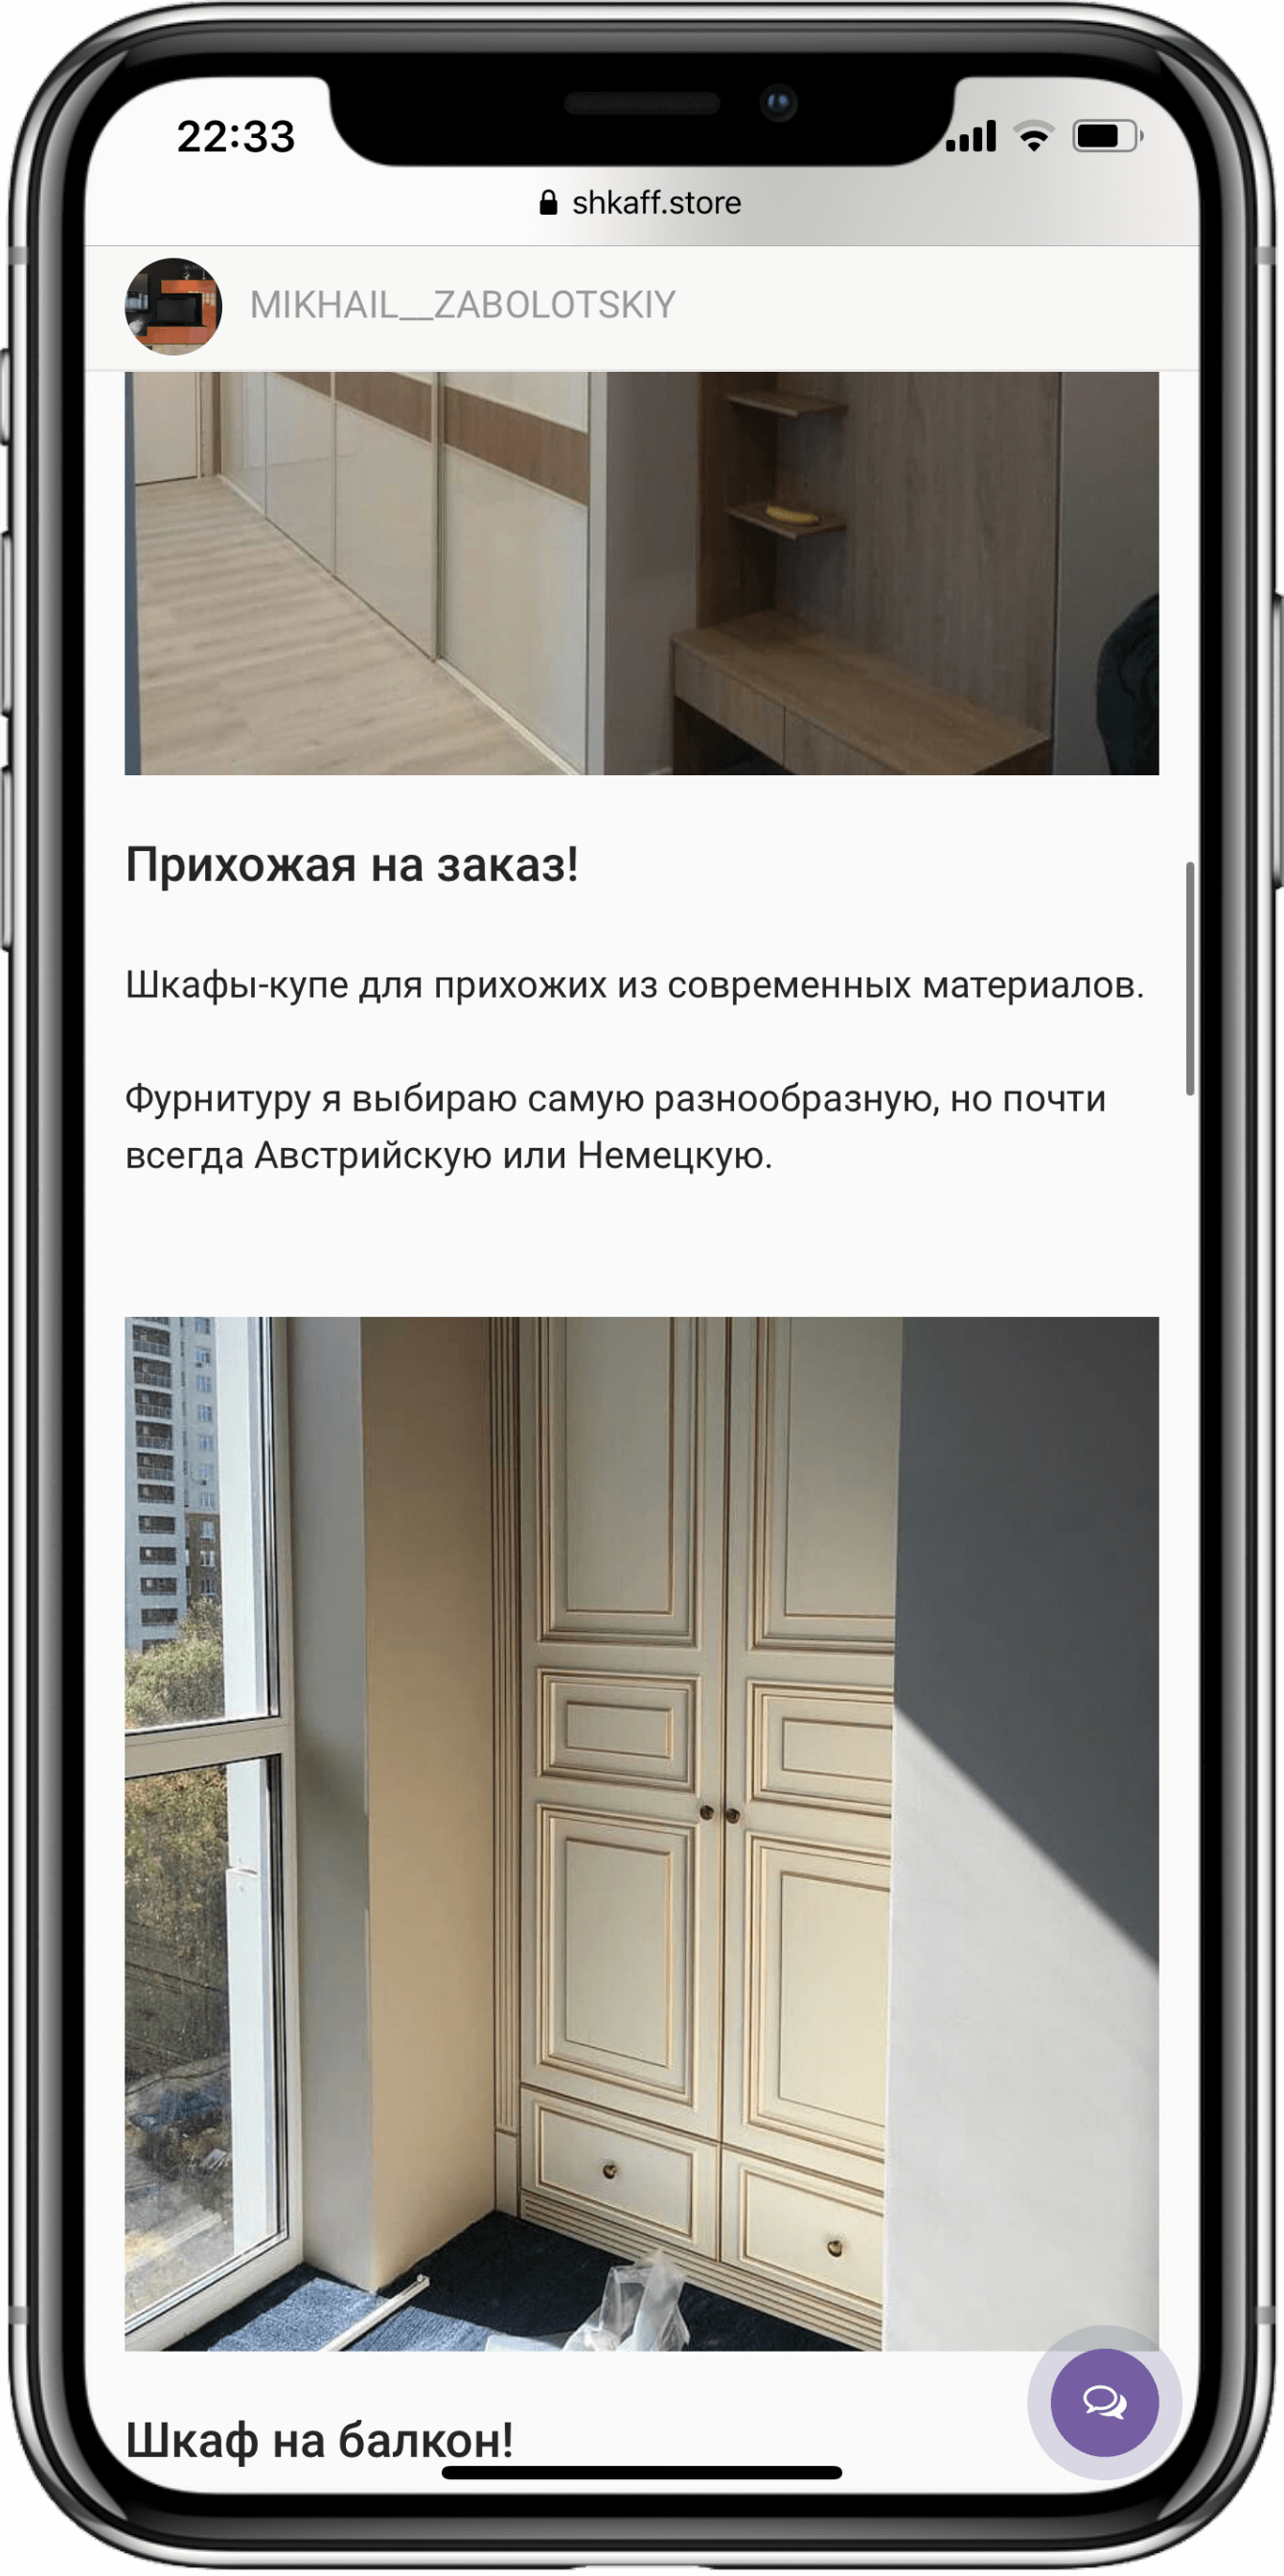 22:33
shkaff.store
MIKHAIL__ZABOLOTSKIY
Прихожая на заказ!
Шкафы-купе для прихожих из современных материалов.
Фурнитуру я выбираю самую разнообразную, но почти
всегда Австрийскую или Немецкую.
Шкаф на балкон!